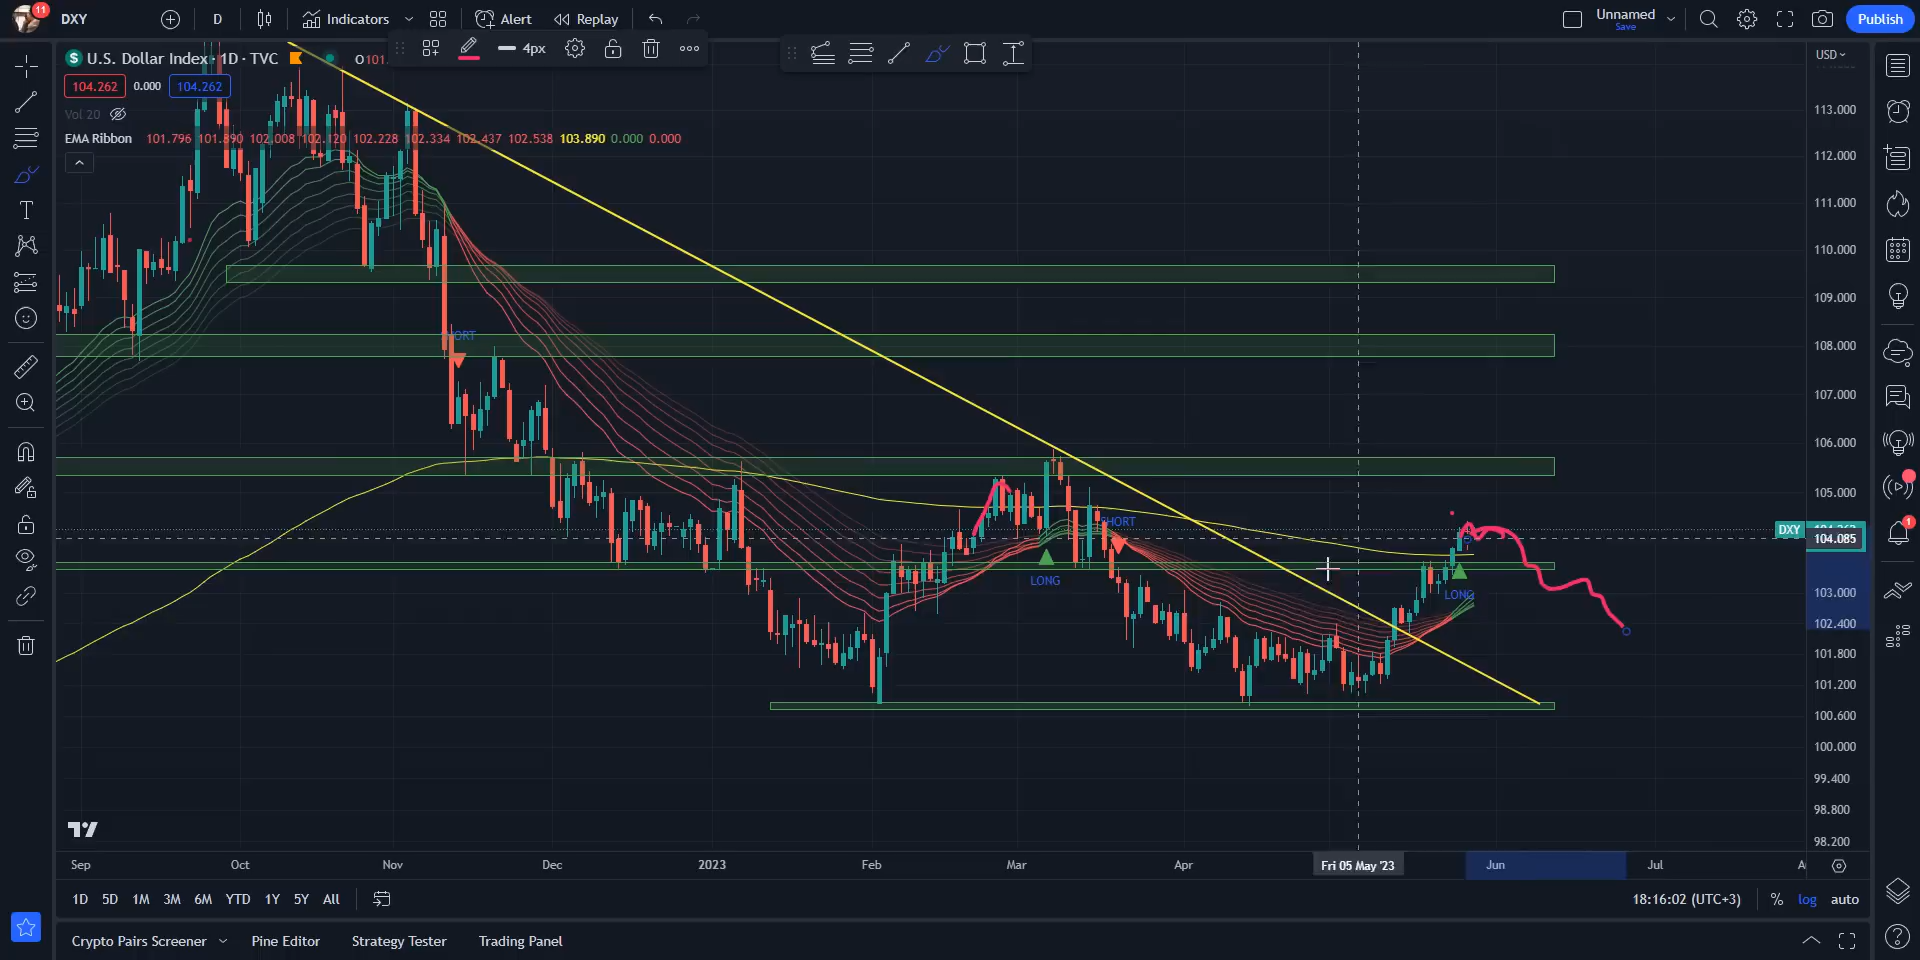 11
DXY
D
Indicators
Alert
Replay
Unnamed
Save
Publish
4px
S U.S. Dollar Index · 1D · TVC
O101.
104.262 0.000 104.262
Vol 20
EMA Ribbon 101.796 101.890 102.008 102.120 102.228 102.334 102.437 102.538 103.890 0.000 0.000
USD
113.000
112.000
111.000
110.000
109.000
108.000
107.000
106.000
105.000
DXY
104.085
103.000
102.400
101.800
101.200
100.600
100.000
99.400
98.800
98.200
SHORT
LONG
SHORT
LONG
1
Sep Oct Nov Dec 2023 Feb Mar Apr Fri 05 May '23 Jun Jul
1D 5D 1M 3M 6M YTD 1Y 5Y All
18:16:02 (UTC+3) % log auto
Crypto Pairs Screener Pine Editor Strategy Tester Trading Panel